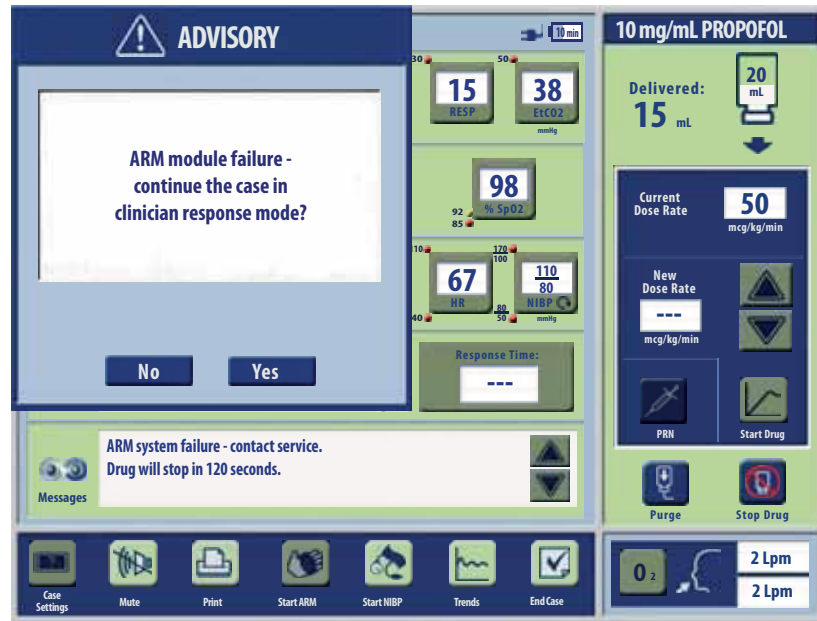 ADVISORY
ARM module failure -
continue the case in
clinician response mode?
No
Yes
10 min
30
15
RESP
50
38
EtCO2
mmHg
98
% SpO2
92
85
110
40
67
HR
170
100
80
50
110
80
NIBP
mmHg
Response Time:
---
Messages
ARM system failure - contact service.
Drug will stop in 120 seconds.
Case
Settings
Mute
Print
Start ARM
Start NIBP
Trends
End Case
10 mg/mL PROPOFOL
Delivered:
15 mL
20
mL
Current
Dose Rate
50
mcg/kg/min
New
Dose Rate
---
mcg/kg/min
PRN
Start Drug
Purge
Stop Drug
O2
2 Lpm
2 Lpm